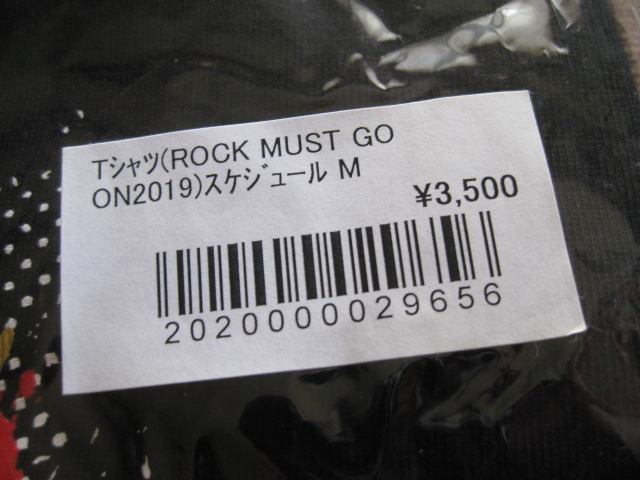 Tｼｬﾂ(ROCK MUST GO
ON2019)ｽｹｼﾞｭｰﾙ M
¥3,500
2020000029656